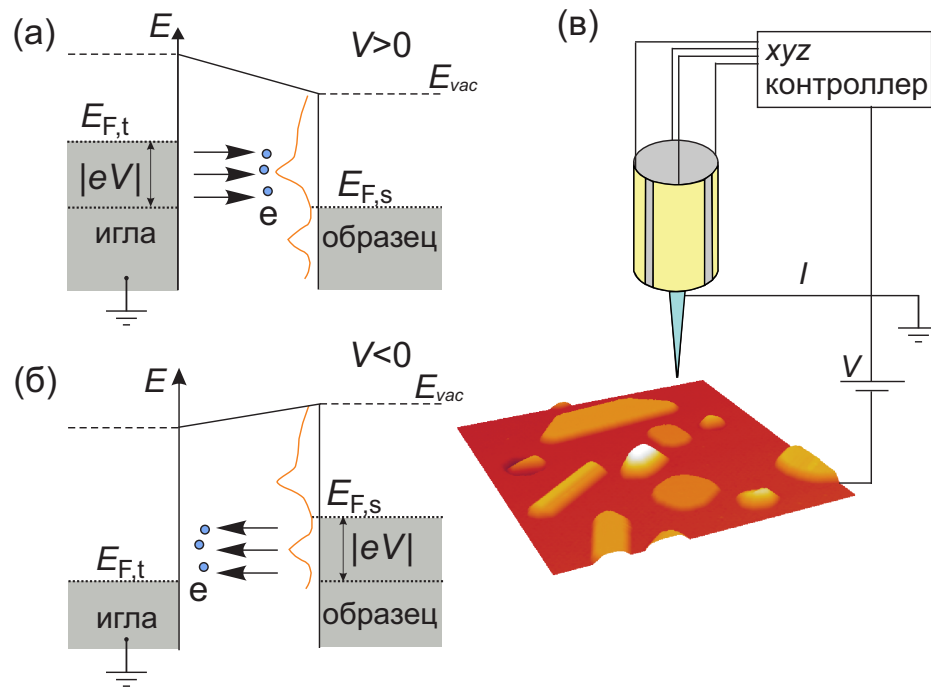 (а)
E
V>0
E_vac
E_F,t
|eV|
e
E_F,s
игла
образец
(б)
E
V<0
E_vac
E_F,s
|eV|
E_F,t
e
игла
образец
(в)
xyz
контроллер
I
V